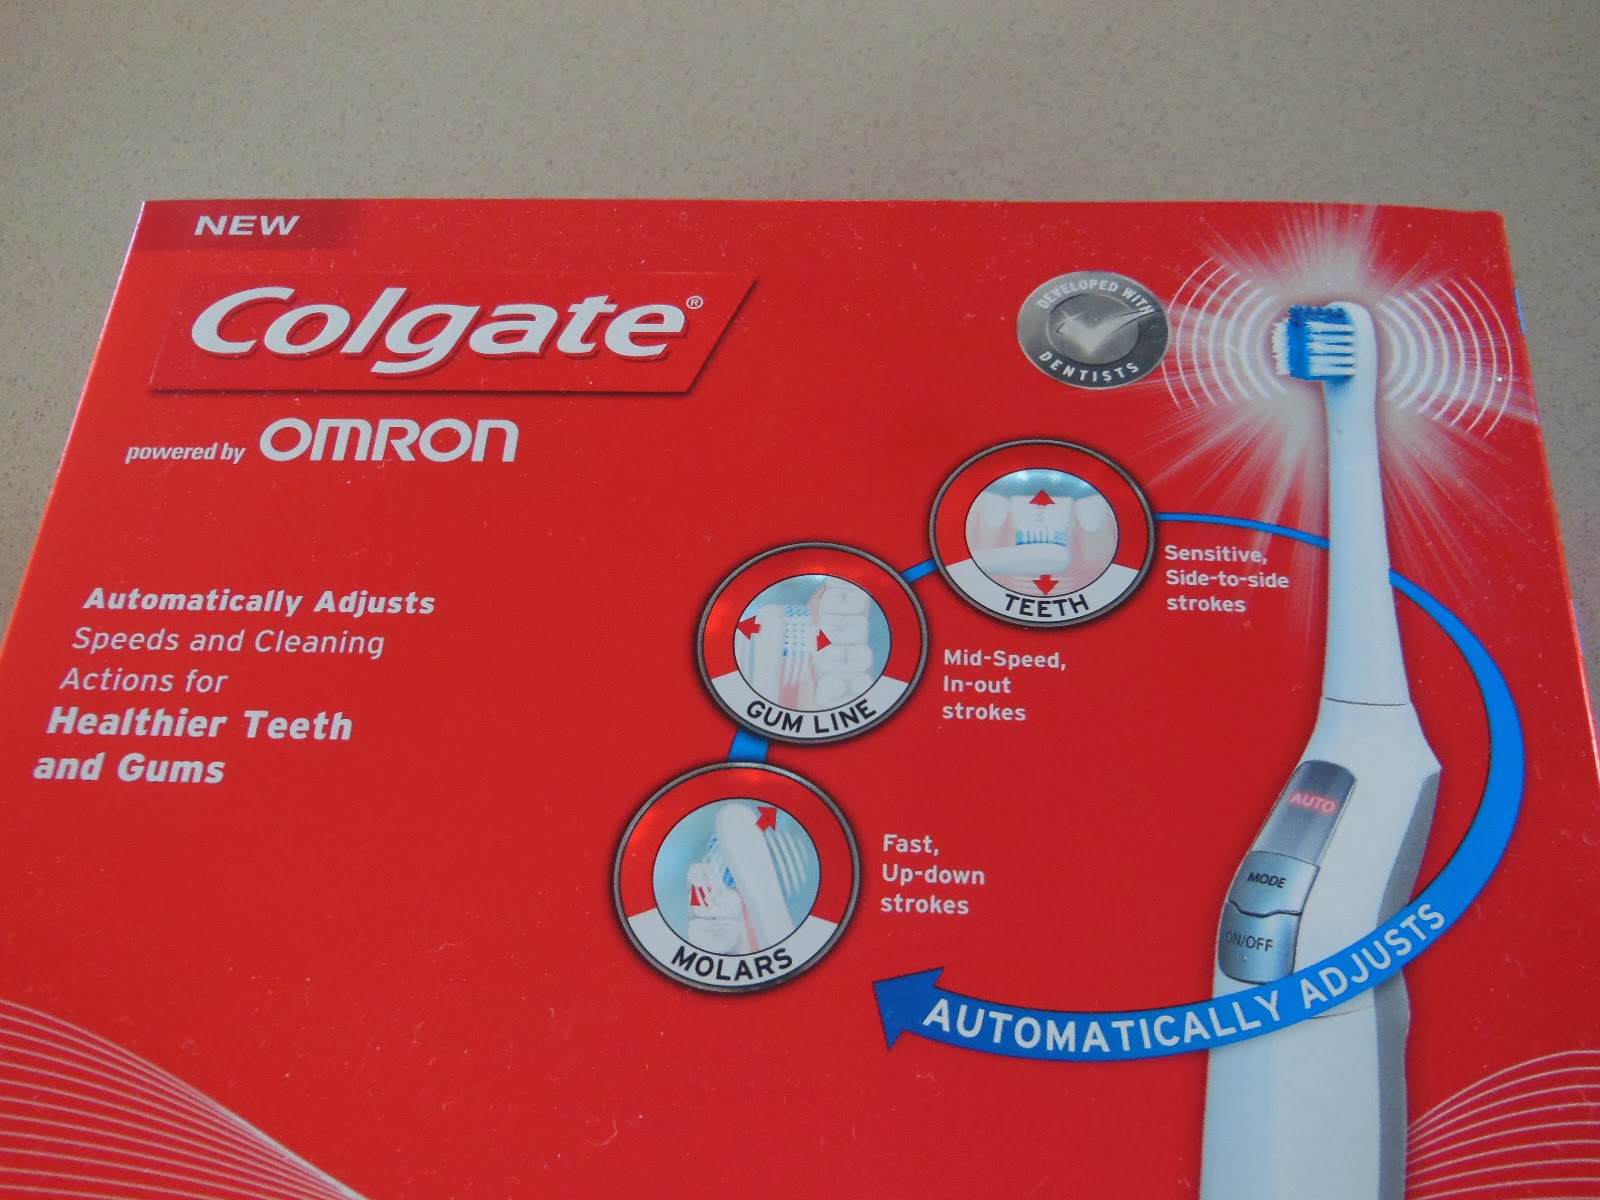 NEW
Colgate®
powered by OMRON
DEVELOPED WITH
DENTISTS
Automatically Adjusts
Speeds and Cleaning
Actions for
Healthier Teeth
and Gums
TEETH
Sensitive,
Side-to-side
strokes
GUM LINE
Mid-Speed,
In-out
strokes
MOLARS
Fast,
Up-down
strokes
AUTO
MODE
ON/OFF
AUTOMATICALLY ADJUSTS